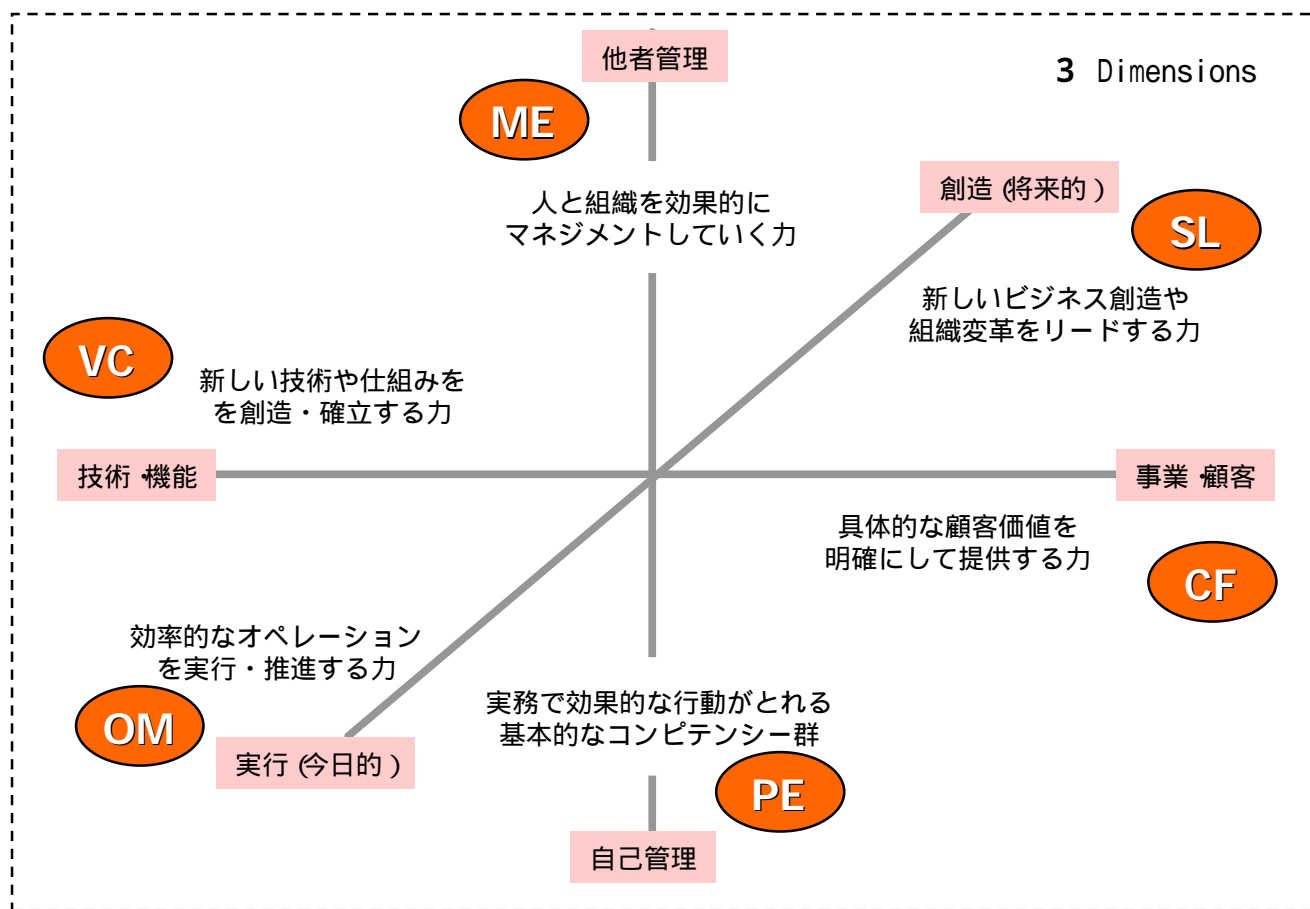 他者管理
3 Dimensions
ME
創造 (将来的 )
人と組織を効果的に
マネジメントしていく力
SL
新しいビジネス創造や
組織変革をリードする力
VC
新しい技術や仕組みを
を創造・確立する力
技術・機能
事業・顧客
具体的な顧客価値を
明確にして提供する力
CF
効率的なオペレーション
を実行・推進する力
OM
実行 (今日的 )
実務で効果的な行動がとれる
基本的なコンピテンシー群
PE
自己管理